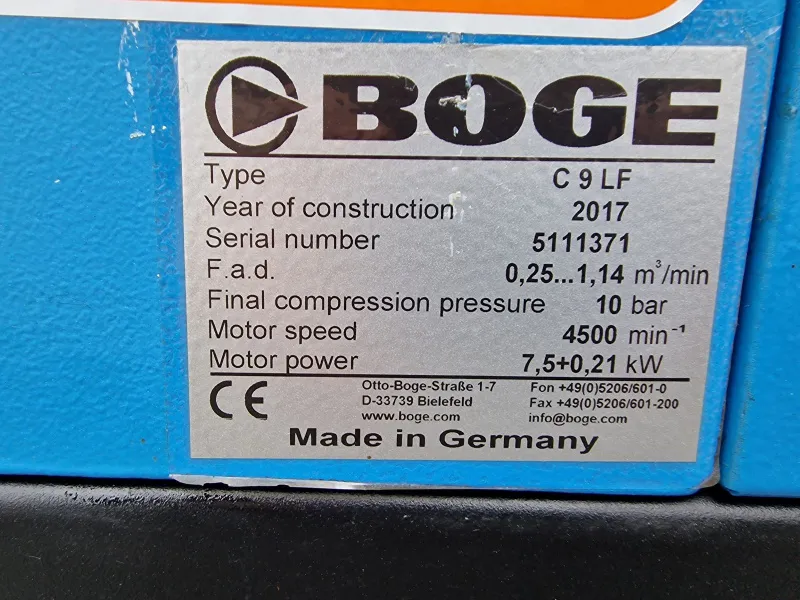 BOGE
Type C 9 LF
Year of construction 2017
Serial number 5111371
F.a.d. 0,25...1,14 m³/min
Final compression pressure 10 bar
Motor speed 4500 min⁻¹
Motor power 7,5+0,21 kW
CE
Otto-Boge-Straße 1-7 Fon +49(0)5206/601-0
D-33739 Bielefeld Fax +49(0)5206/601-200
www.boge.com info@boge.com
Made in Germany